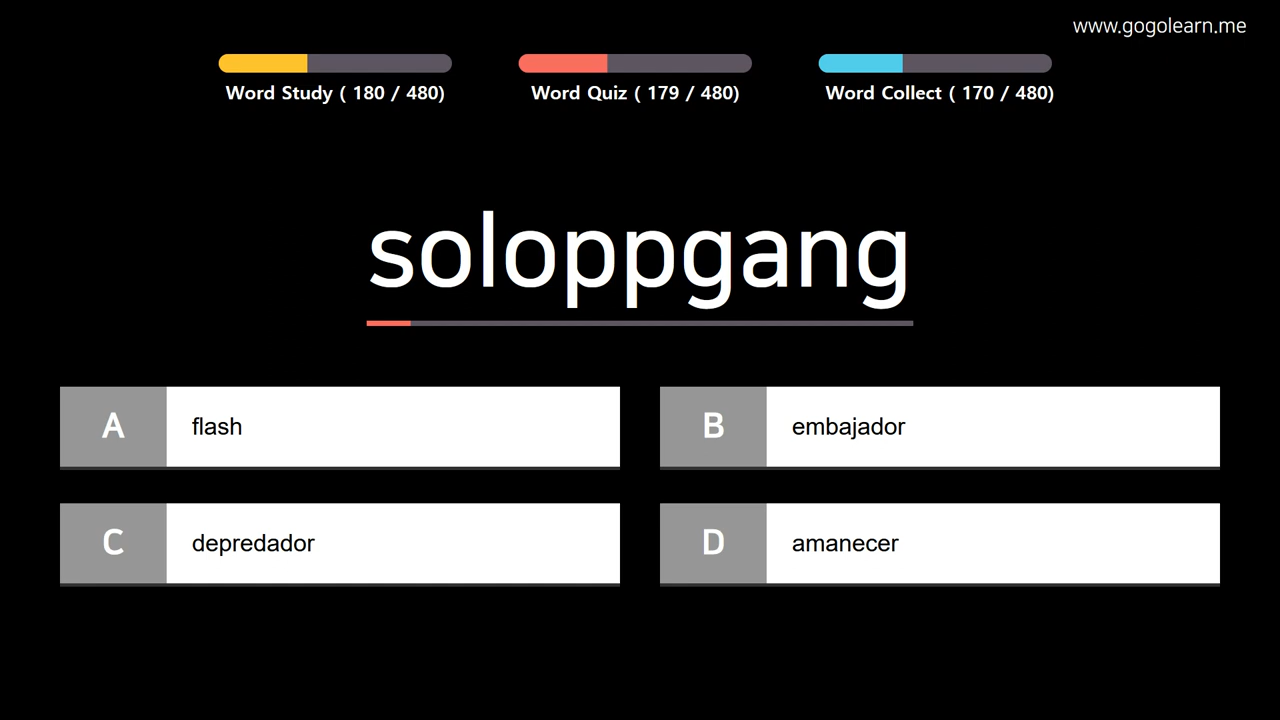 www.gogolearn.me
Word Study ( 180 / 480)
Word Quiz ( 179 / 480)
Word Collect ( 170 / 480)
soloppgang
A flash
B embajador
C depredador
D amanecer